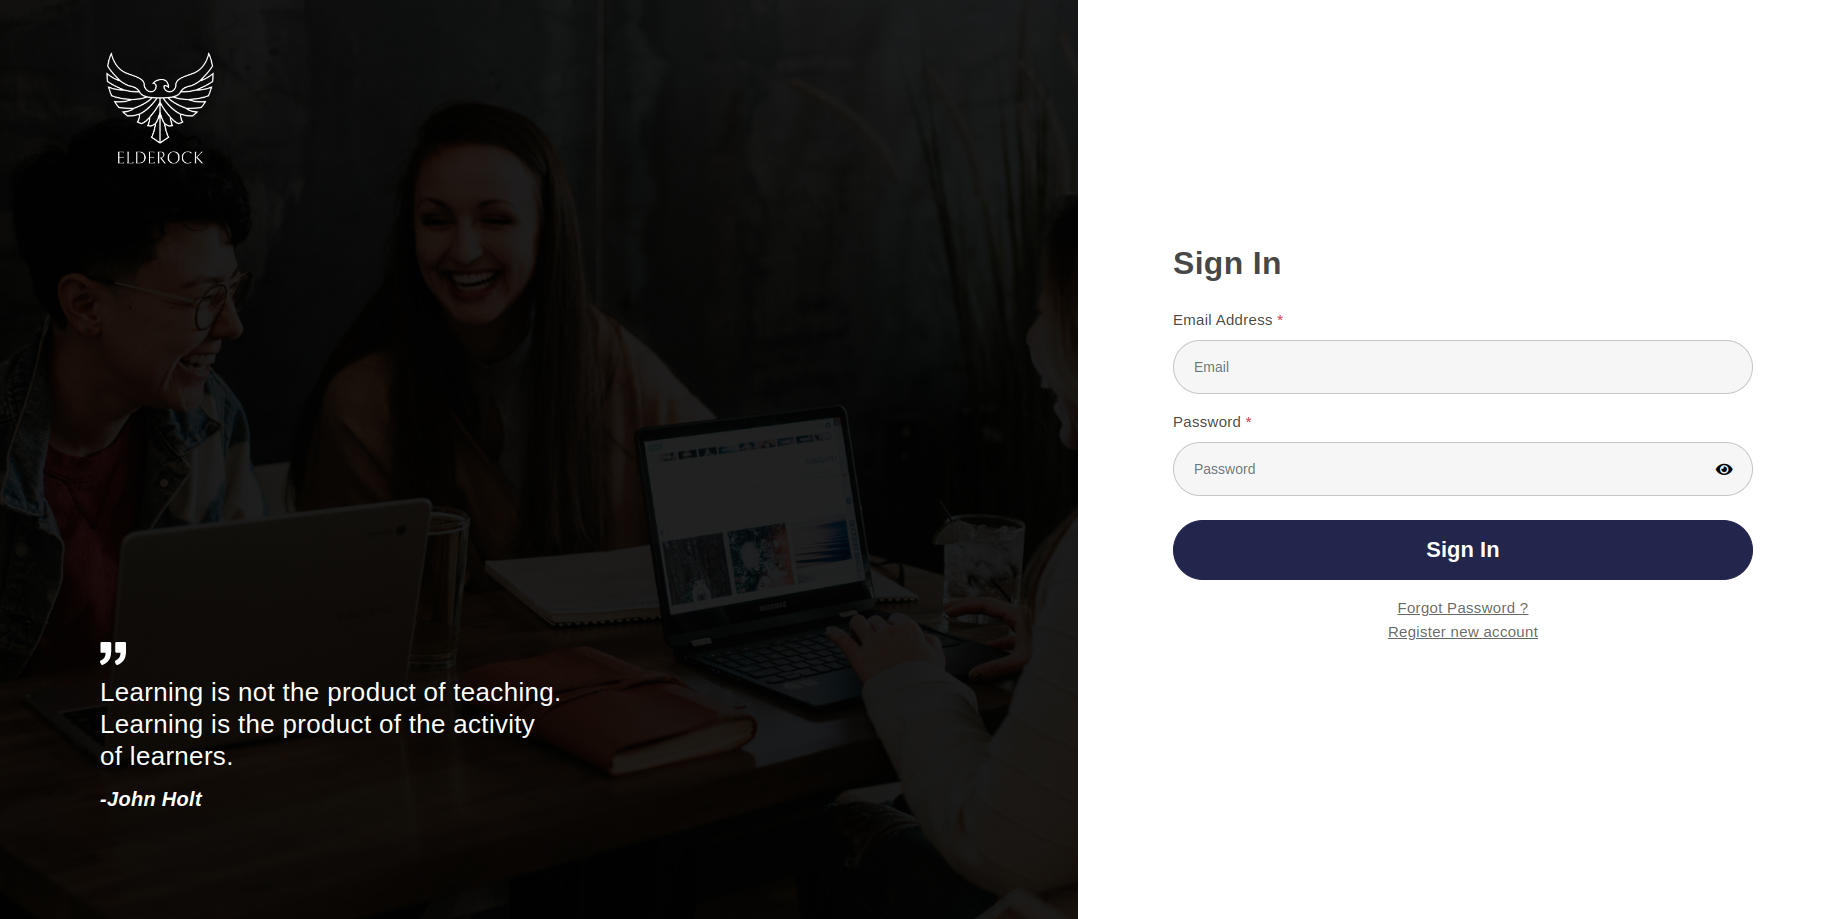 ELDEROCK
Learning is not the product of teaching.
Learning is the product of the activity
of learners.
-John Holt
Sign In
Email Address *
Email
Password *
Password
Sign In
Forgot Password ?
Register new account